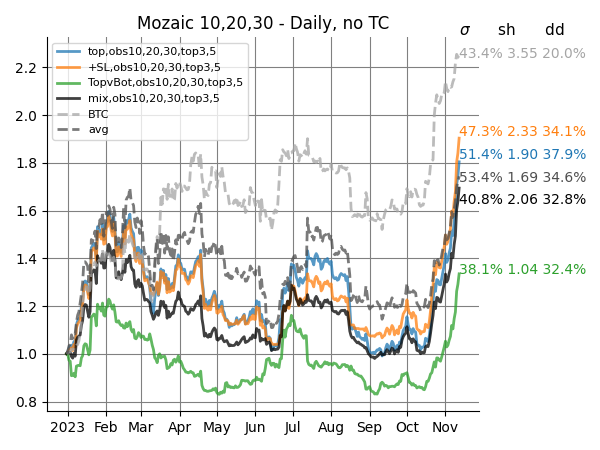 Mozaic 10,20,30 - Daily, no TC
σ sh dd
top,obs10,20,30,top3,5
+SL,obs10,20,30,top3,5
TopvBot,obs10,20,30,top3,5
mix,obs10,20,30,top3,5
BTC
avg
43.4% 3.55 20.0%
47.3% 2.33 34.1%
51.4% 1.90 37.9%
53.4% 1.69 34.6%
40.8% 2.06 32.8%
38.1% 1.04 32.4%
2.2
2.0
1.8
1.6
1.4
1.2
1.0
0.8
2023 Feb Mar Apr May Jun Jul Aug Sep Oct Nov